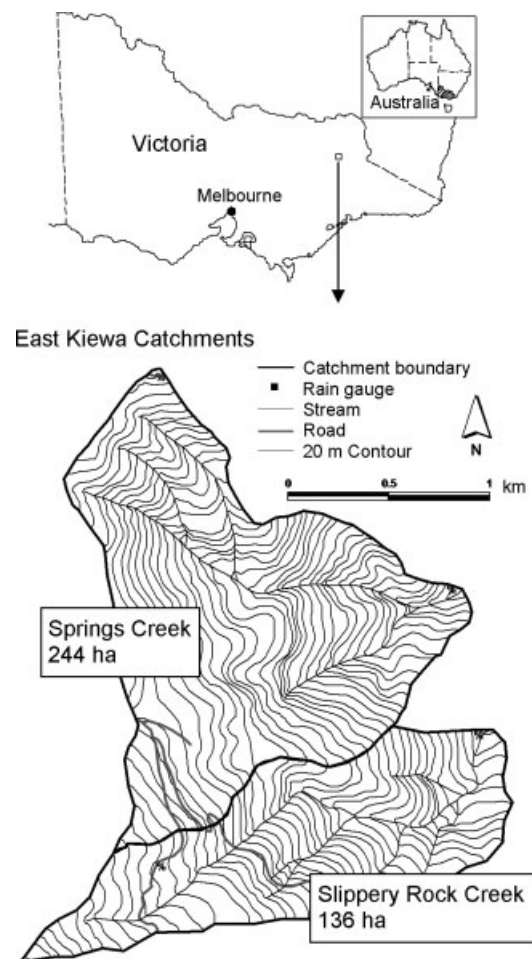 Australia
Victoria
Melbourne
East Kiewa Catchments
Catchment boundary
Rain gauge
Stream
Road
20 m Contour
N
0 0.5 1
km
Springs Creek
244 ha
Slippery Rock Creek
136 ha